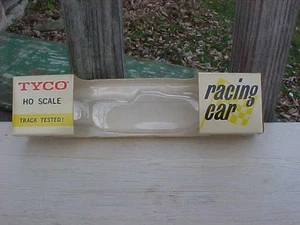 TYCO
HO SCALE
TRACK TESTED!
racing
car